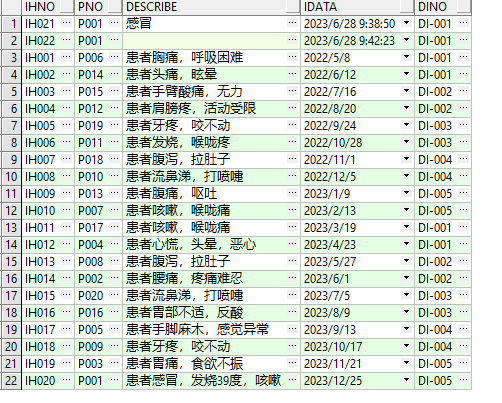 IHNO PNO DESCRIBE IDATA DINO
1 IH021 P001 感冒 2023/6/28 9:38:50 DI-001
2 IH022 P001 2023/6/28 9:42:23 DI-001
3 IH001 P006 患者胸痛，呼吸困难 2022/5/8 DI-001
4 IH002 P014 患者头痛，眩晕 2022/6/12 DI-001
5 IH003 P015 患者手臂酸痛，无力 2022/7/16 DI-002
6 IH004 P012 患者肩膀疼，活动受限 2022/8/20 DI-002
7 IH005 P019 患者牙疼，咬不动 2022/9/24 DI-003
8 IH006 P011 患者发烧，喉咙疼 2022/10/28 DI-003
9 IH007 P018 患者腹泻，拉肚子 2022/11/1 DI-004
10 IH008 P010 患者流鼻涕，打喷嚏 2022/12/5 DI-004
11 IH009 P013 患者腹痛，呕吐 2023/1/9 DI-005
12 IH010 P007 患者咳嗽，喉咙痛 2023/2/13 DI-005
13 IH011 P017 患者咳嗽，喉咙痛 2023/3/19 DI-001
14 IH012 P004 患者心慌，头晕，恶心 2023/4/23 DI-001
15 IH013 P008 患者腹泻，拉肚子 2023/5/27 DI-002
16 IH014 P002 患者腰痛，疼痛难忍 2023/6/1 DI-002
17 IH015 P020 患者流鼻涕，打喷嚏 2023/7/5 DI-003
18 IH016 P016 患者胃部不适，反酸 2023/8/9 DI-003
19 IH017 P005 患者手脚麻木，感觉异常 2023/9/13 DI-004
20 IH018 P009 患者牙疼，咬不动 2023/10/17 DI-004
21 IH019 P003 患者胃痛，食欲不振 2023/11/21 DI-005
22 IH020 P001 患者感冒，发烧39度，咳嗽 2023/12/25 DI-005